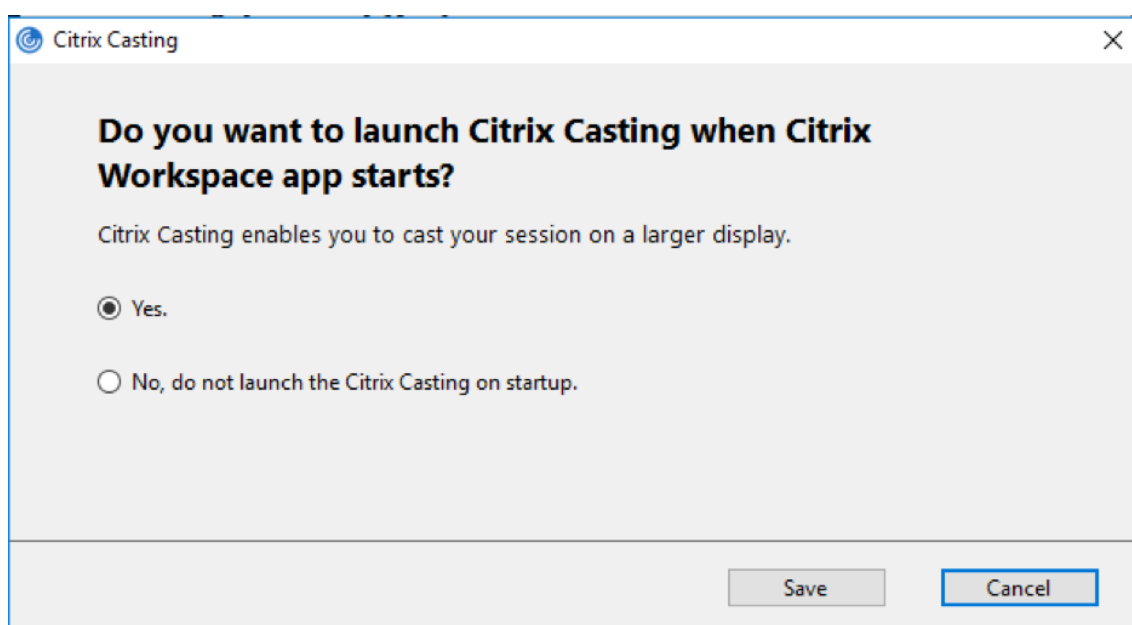 Citrix Casting
Do you want to launch Citrix Casting when Citrix
Workspace app starts?
Citrix Casting enables you to cast your session on a larger display.
Yes.
No, do not launch the Citrix Casting on startup.
Save
Cancel